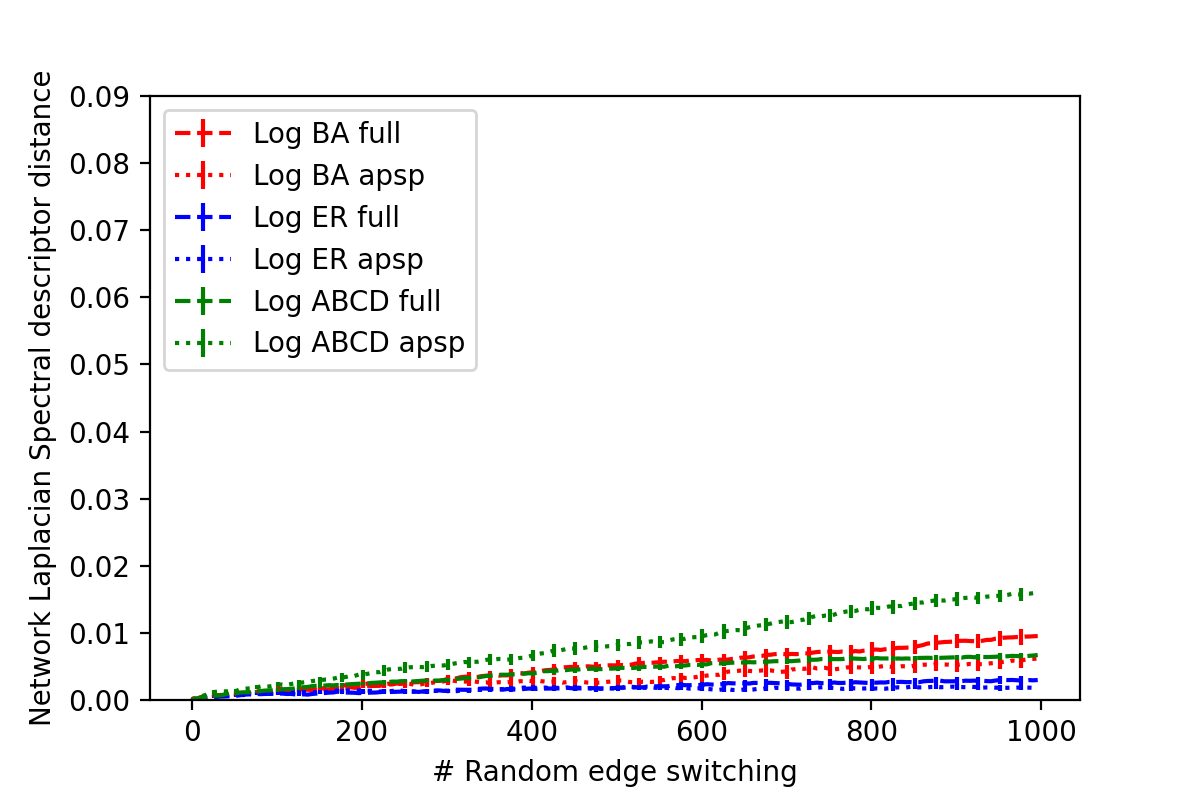 Network Laplacian Spectral descriptor distance
0.09
0.08
0.07
0.06
0.05
0.04
0.03
0.02
0.01
0.00
Log BA full
Log BA apsp
Log ER full
Log ER apsp
Log ABCD full
Log ABCD apsp
0 200 400 600 800 1000
# Random edge switching